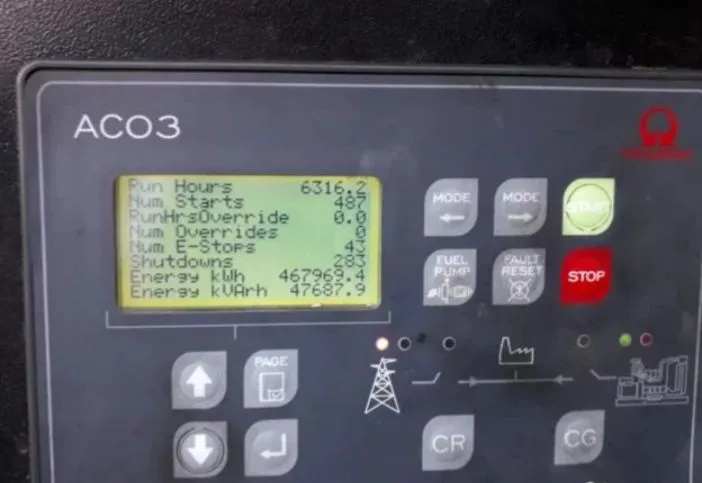 ACO3
Run Hours 6316.2
Num Starts 487
RunHrsOverride 0.0
Num Overrides 0
Num E-Stops 43
Shutdowns 283
Energy kWh 467969.4
Energy kVArh 47687.9
MODE
MODE
START
FUEL
PUMP
FAULT
RESET
STOP
PAGE
CR
CG